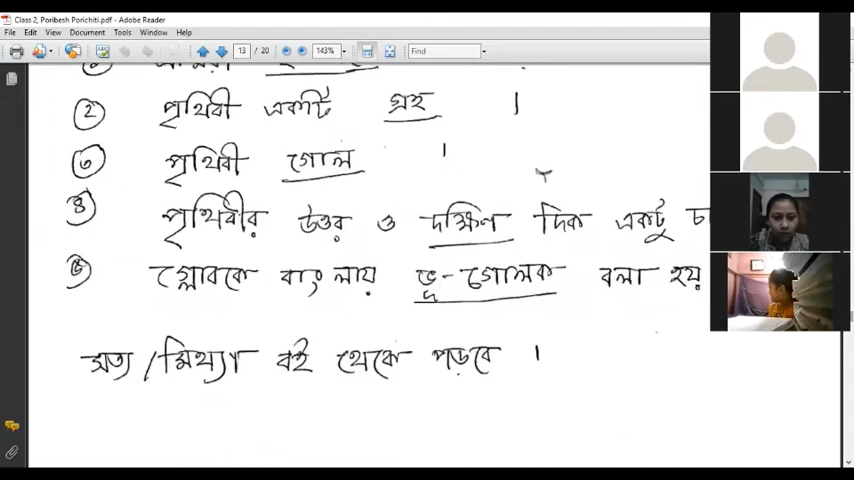 Class 2, Poribesh Porichiti.pdf - Adobe Reader
File Edit View Document Tools Window Help
13 / 20 143% Find
২ পৃথিবী একটি গ্রহ ।
৩ পৃথিবী গোল ।
৪ পৃথিবীর উত্তর ও দক্ষিণ দিক একটু
৫ গ্লোবকে বাংলায় ভূ-গোলক বলা হয়
সত্য /মিথ্যা বই থেকে পড়বে ।